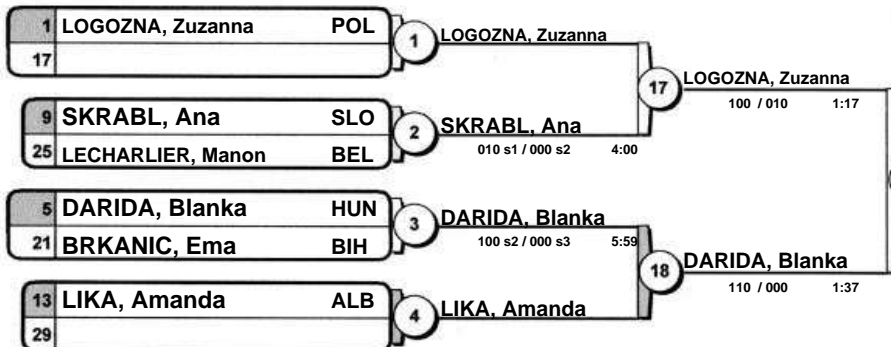 1 LOGOZNA, Zuzanna POL
17
1 LOGOZNA, Zuzanna
9 SKRABL, Ana SLO
25 LECHARLIER, Manon BEL
2 SKRABL, Ana
010 s1 / 000 s2 4:00
17 LOGOZNA, Zuzanna
100 / 010 1:17
5 DARIDA, Blanka HUN
21 BRKANIC, Ema BIH
3 DARIDA, Blanka
100 s2 / 000 s3 5:59
13 LIKA, Amanda ALB
29
4 LIKA, Amanda
18 DARIDA, Blanka
110 / 000 1:37